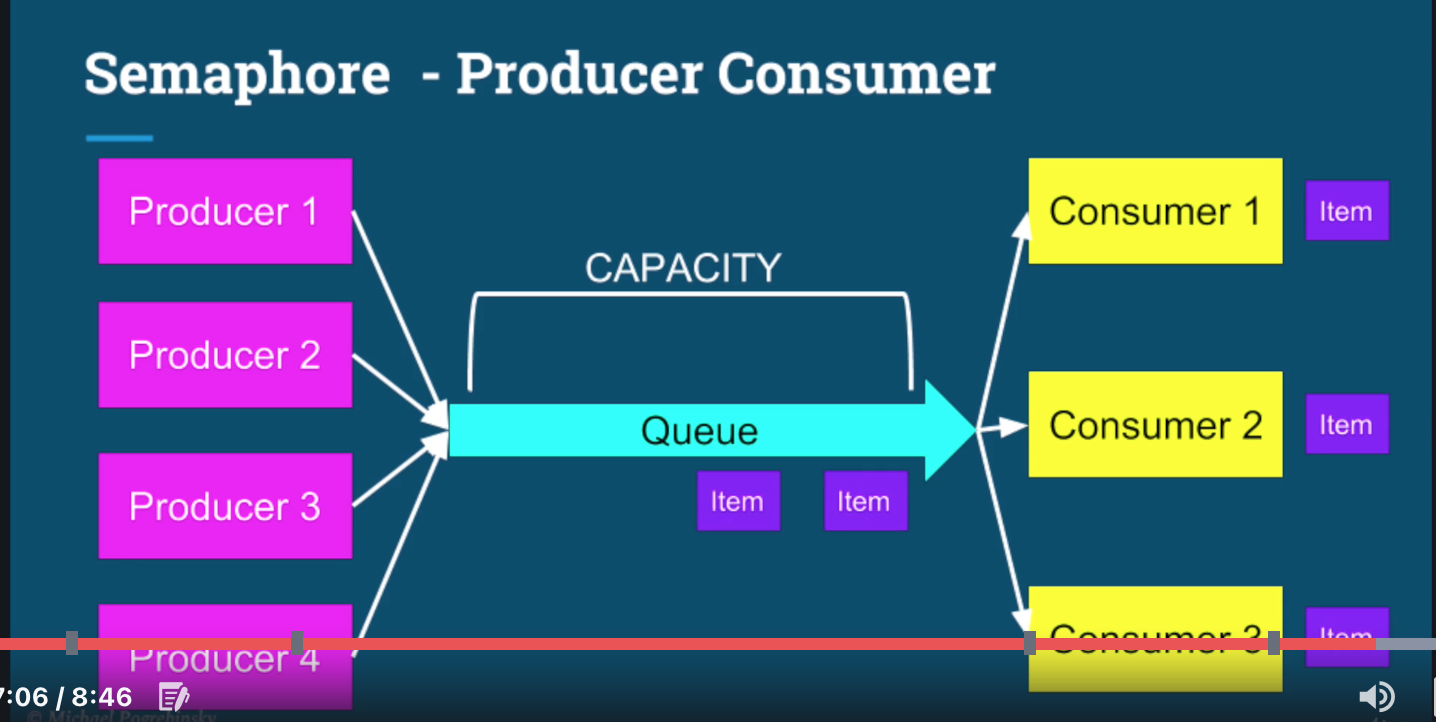 Semaphore - Producer Consumer
Producer 1
Producer 2
Producer 3
Producer 4
CAPACITY
Queue
Item
Item
Consumer 1
Item
Consumer 2
Item
Consumer 3
Item
7:06 / 8:46
© Michael Pogrebinsky